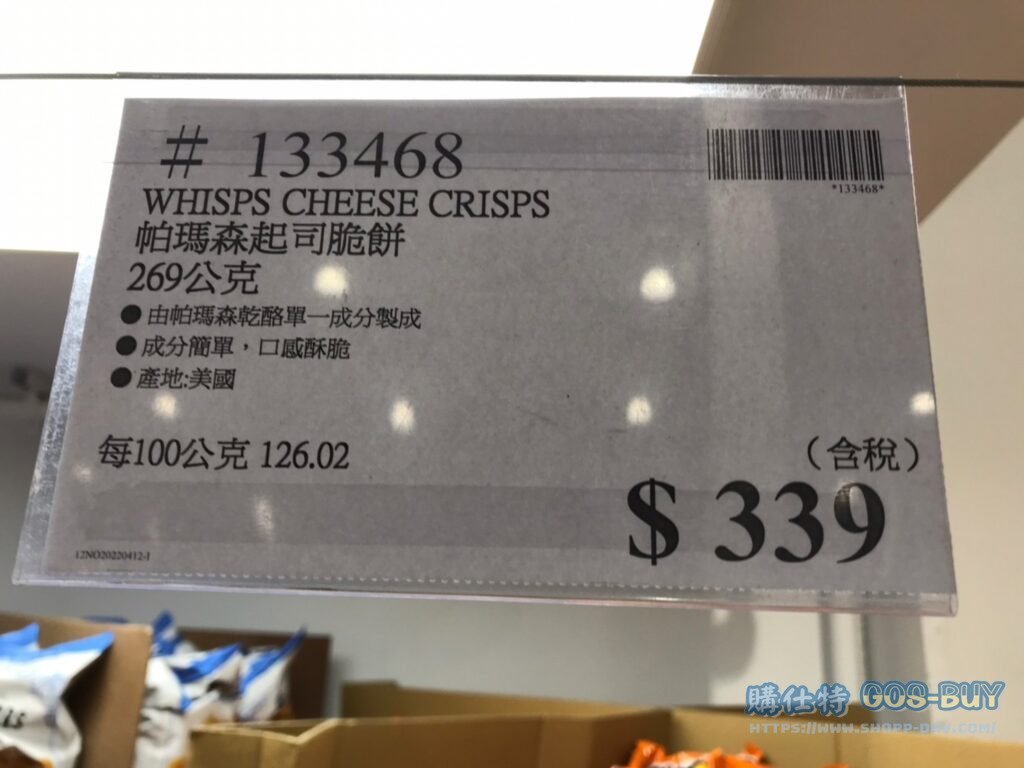 # 133468
*133468*
WHISPS CHEESE CRISPS
帕瑪森起司脆餅
269公克
●由帕瑪森乾酪單一成分製成
●成分簡單，口感酥脆
●產地:美國
每100公克 126.02
（含稅）
$ 339
12NO20220412-1
購仕特 GOS-BUY